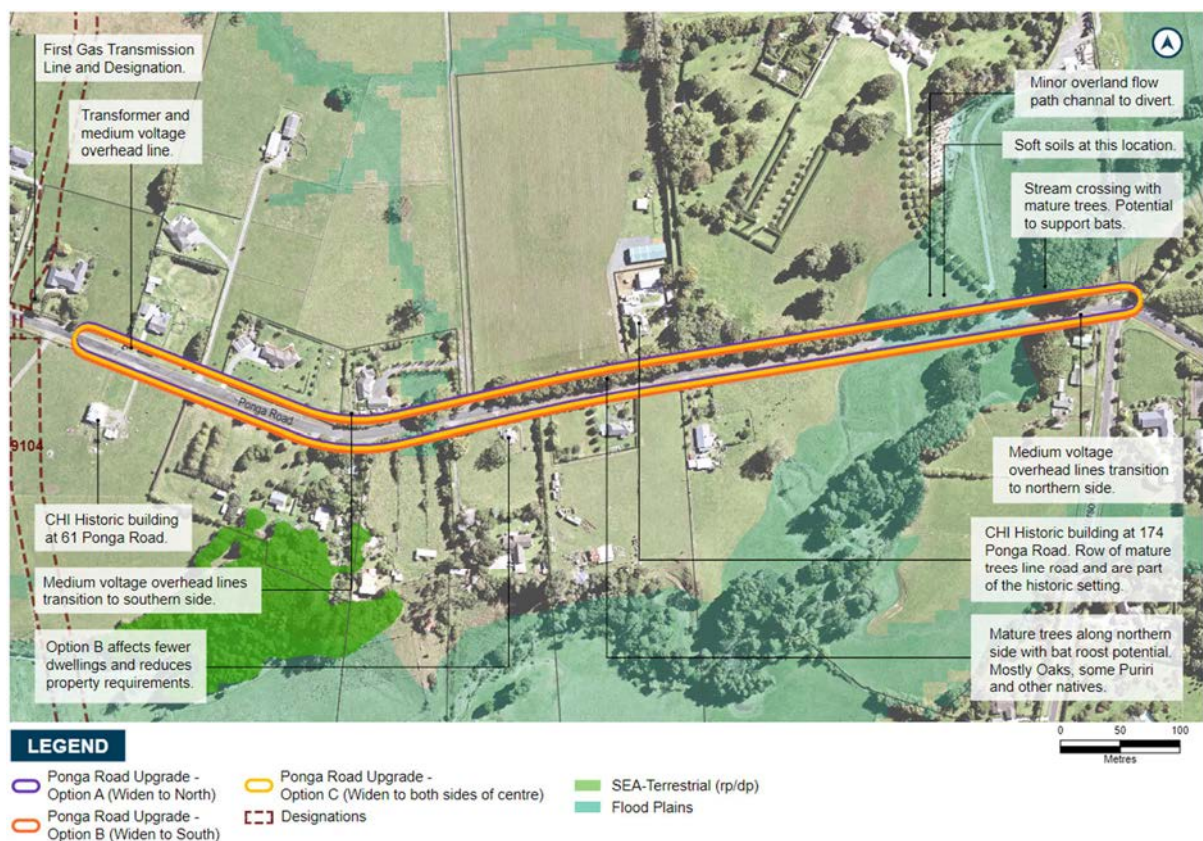 First Gas Transmission
Line and Designation.
Transformer and
medium voltage
overhead line.
Minor overland flow
path channal to divert.
Soft soils at this location.
Stream crossing with
mature trees. Potential
to support bats.
Ponga Road
9104
CHI Historic building
at 61 Ponga Road.
Medium voltage overhead lines
transition to southern side.
Option B affects fewer
dwellings and reduces
property requirements.
Medium voltage
overhead lines transition
to northern side.
CHI Historic building at 174
Ponga Road. Row of mature
trees line road and are part
of the historic setting.
Mature trees along northern
side with bat roost potential.
Mostly Oaks, some Puriri
and other natives.
0 50 100
Metres
LEGEND
Ponga Road Upgrade -
Option A (Widen to North)
Ponga Road Upgrade -
Option B (Widen to South)
Ponga Road Upgrade -
Option C (Widen to both sides of centre)
Designations
SEA-Terrestrial (rp/dp)
Flood Plains